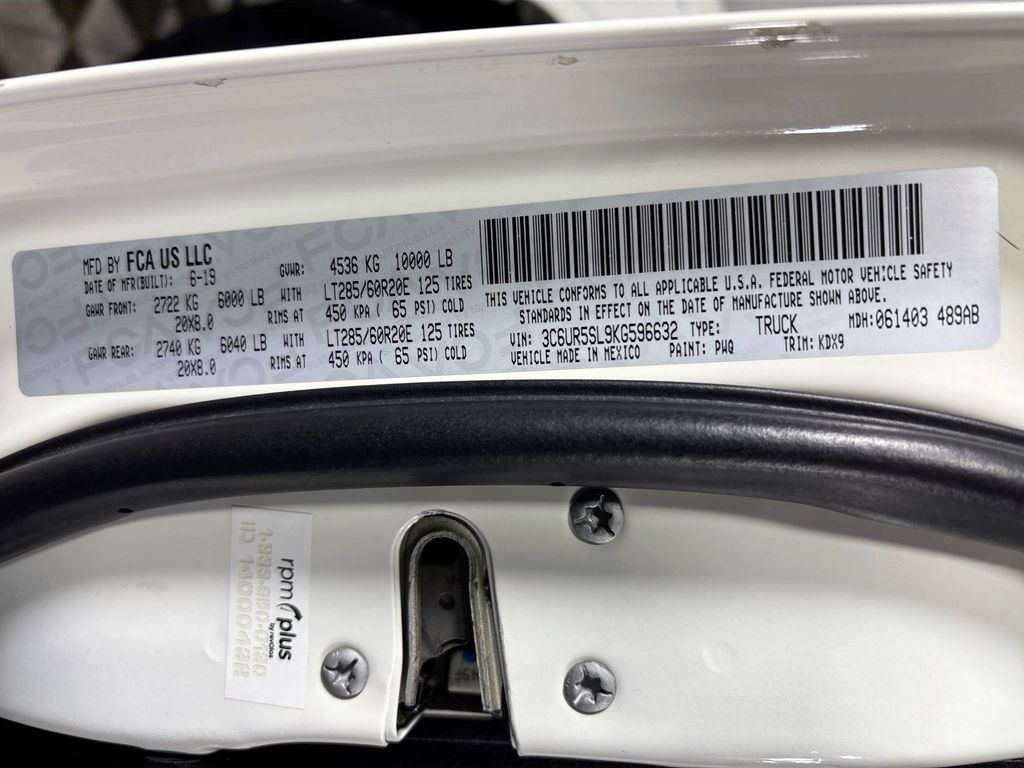 MFD BY FCA US LLC
DATE OF MFR(BUILT): 6-19 GVWR: 4536 KG 10000 LB
GAWR FRONT: 2722 KG 6000 LB WITH LT285/60R20E 125 TIRES
20X8.0 RIMS AT 450 KPA ( 65 PSI) COLD
GAWR REAR: 2740 KG 6040 LB WITH LT285/60R20E 125 TIRES
20X8.0 RIMS AT 450 KPA ( 65 PSI) COLD
THIS VEHICLE CONFORMS TO ALL APPLICABLE U.S.A. FEDERAL MOTOR VEHICLE SAFETY
STANDARDS IN EFFECT ON THE DATE OF MANUFACTURE SHOWN ABOVE.
VIN: 3C6UR5SL9KG596632 TYPE: TRUCK MDH:061403 489AB
VEHICLE MADE IN MEXICO PAINT: PWQ TRIM: KDX9
rpm plus
by revolos